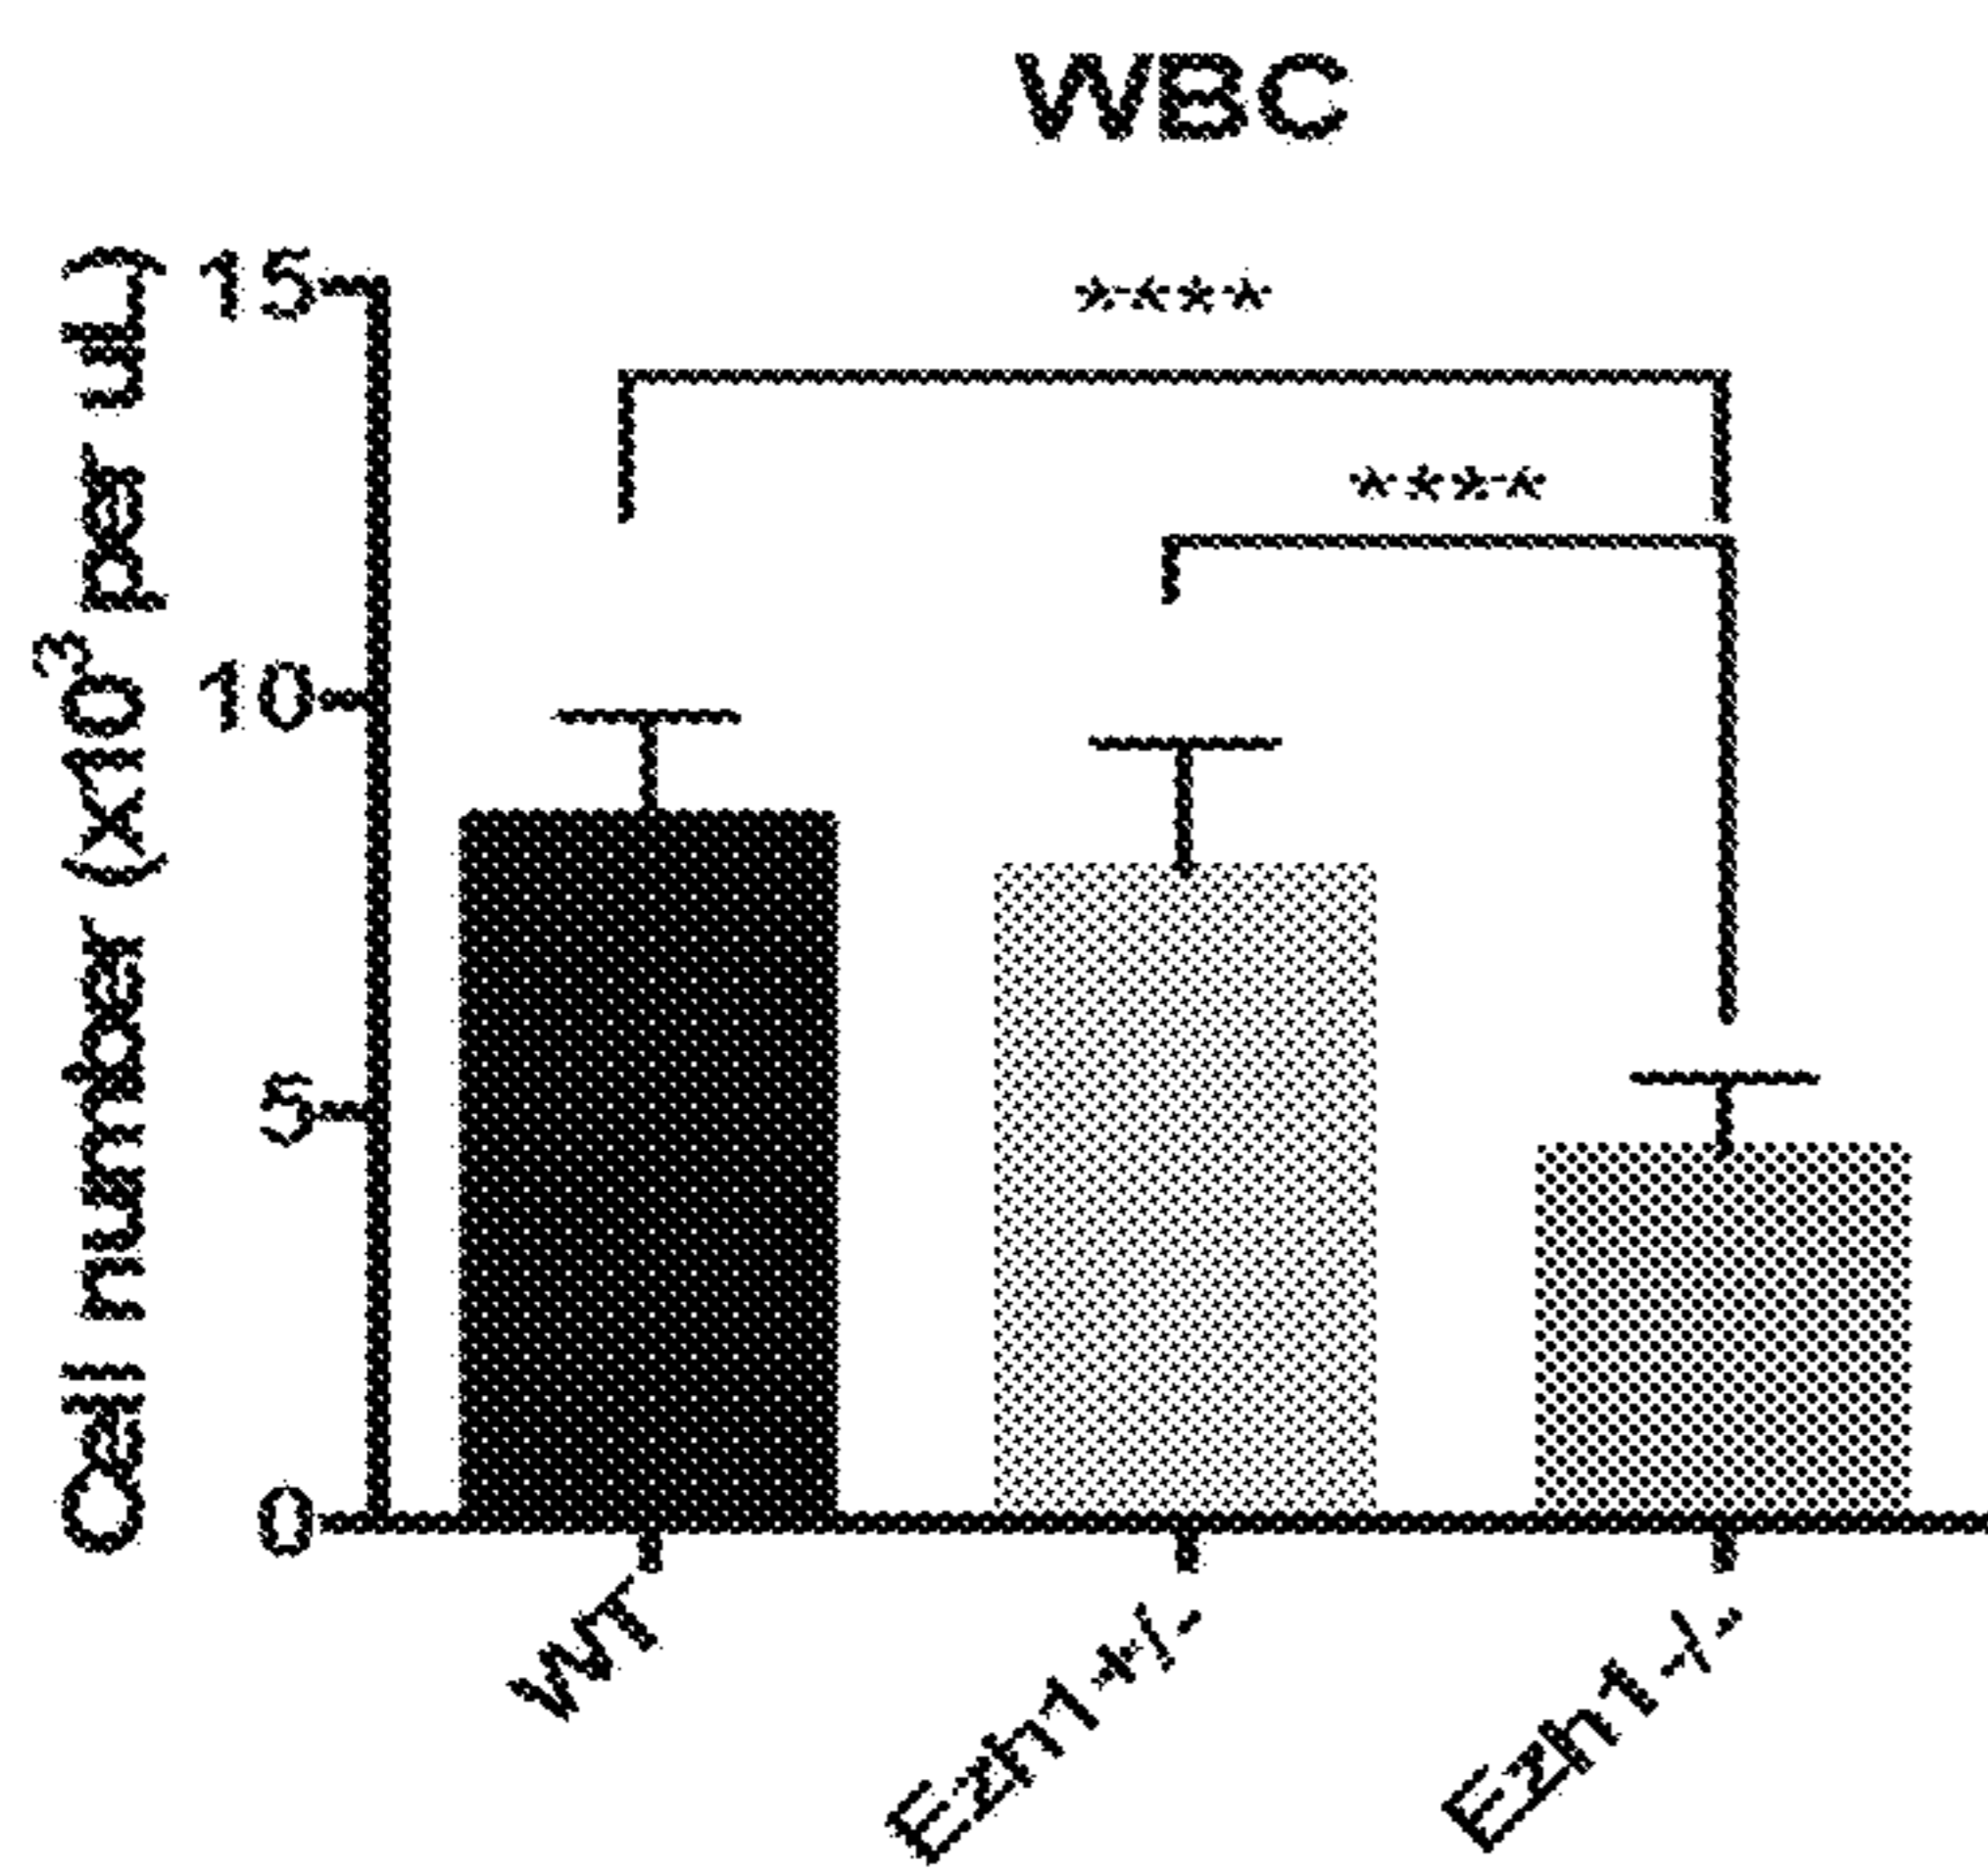 WBC
Cell number (x10³ per uL)
15
10
5
0
****
****
WT
Ezh1+/-
Ezh1-/-